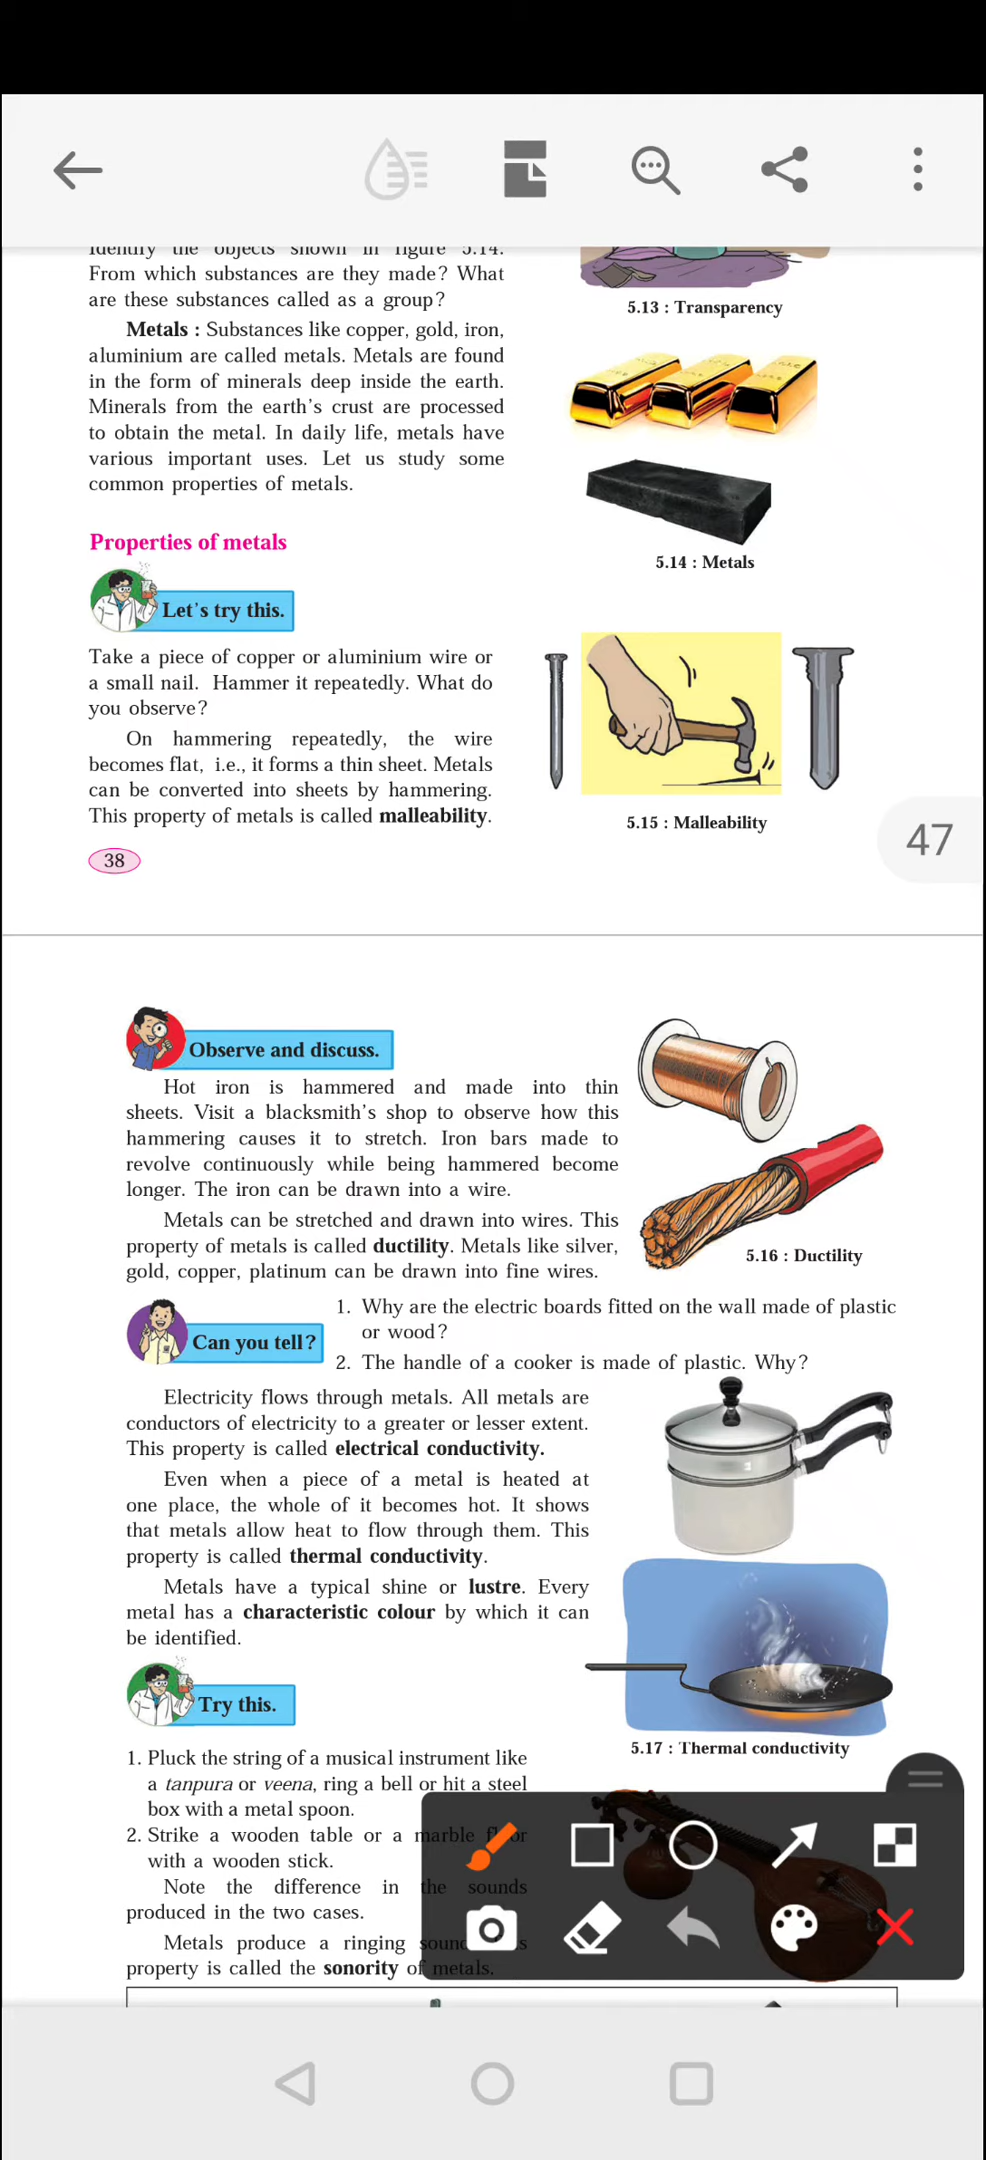 Identify the objects shown in figure 5.14.
From which substances are they made? What
are these substances called as a group?
Metals : Substances like copper, gold, iron,
aluminium are called metals. Metals are found
in the form of minerals deep inside the earth.
Minerals from the earth's crust are processed
to obtain the metal. In daily life, metals have
various important uses. Let us study some
common properties of metals.
5.13 : Transparency
5.14 : Metals
Properties of metals
Let's try this.
Take a piece of copper or aluminium wire or
a small nail. Hammer it repeatedly. What do
you observe?
On hammering repeatedly, the wire
becomes flat, i.e., it forms a thin sheet. Metals
can be converted into sheets by hammering.
This property of metals is called malleability.
5.15 : Malleability
47
38
Observe and discuss.
Hot iron is hammered and made into thin
sheets. Visit a blacksmith's shop to observe how this
hammering causes it to stretch. Iron bars made to
revolve continuously while being hammered become
longer. The iron can be drawn into a wire.
Metals can be stretched and drawn into wires. This
property of metals is called ductility. Metals like silver,
gold, copper, platinum can be drawn into fine wires.
5.16 : Ductility
Can you tell?
1. Why are the electric boards fitted on the wall made of plastic
or wood?
2. The handle of a cooker is made of plastic. Why?
Electricity flows through metals. All metals are
conductors of electricity to a greater or lesser extent.
This property is called electrical conductivity.
Even when a piece of a metal is heated at
one place, the whole of it becomes hot. It shows
that metals allow heat to flow through them. This
property is called thermal conductivity.
Metals have a typical shine or lustre. Every
metal has a characteristic colour by which it can
be identified.
5.17 : Thermal conductivity
Try this.
1. Pluck the string of a musical instrument like
a tanpura or veena, ring a bell or hit a steel
box with a metal spoon.
2. Strike a wooden table or a marble floor
with a wooden stick.
Note the difference in the sounds
produced in the two cases.
Metals produce a ringing sound
property is called the sonority of metals.